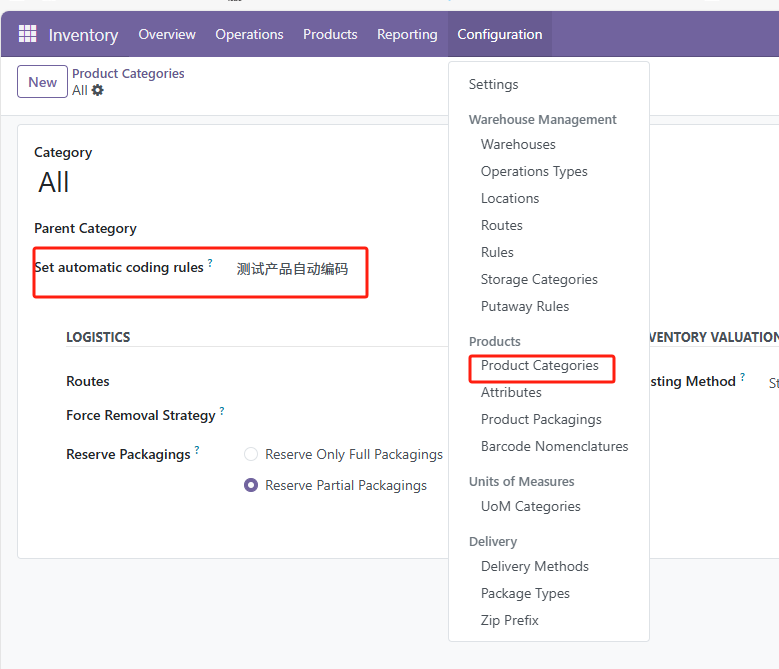 Inventory Overview Operations Products Reporting Configuration
New
Product Categories
All
Category
All
Parent Category
Set automatic coding rules ? 测试产品自动编码
LOGISTICS
Routes
Force Removal Strategy ?
Reserve Packagings ?
Reserve Only Full Packagings
Reserve Partial Packagings
Settings
Warehouse Management
Warehouses
Operations Types
Locations
Routes
Rules
Storage Categories
Putaway Rules
Products
Product Categories
Attributes
Product Packagings
Barcode Nomenclatures
Units of Measures
UoM Categories
Delivery
Delivery Methods
Package Types
Zip Prefix
VENTORY VALUATION
sting Method ? St